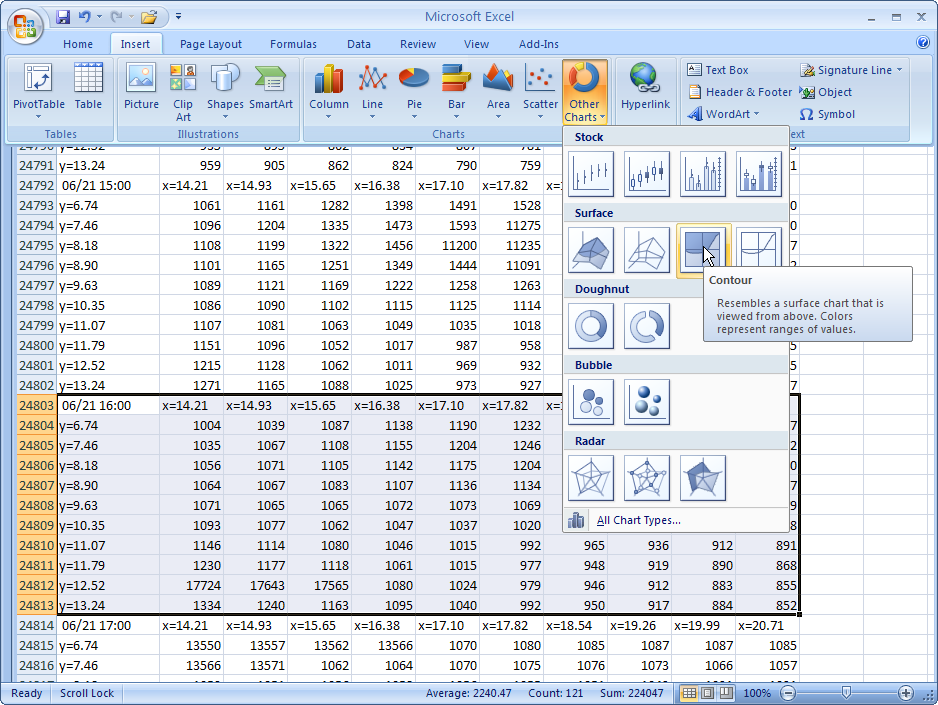 Microsoft Excel
Home Insert Page Layout Formulas Data Review View Add-Ins
PivotTable Table Picture Clip Art Shapes SmartArt Column Line Pie Bar Area Scatter Other Charts Hyperlink
Text Box Signature Line
Header & Footer Object
WordArt Symbol
Tables Illustrations Charts ext
Stock
Surface
Contour
Resembles a surface chart that is
viewed from above. Colors
represent ranges of values.
Doughnut
Bubble
Radar
All Chart Types...
24791 y=13.24 959 905 862 824 790 759 1
24792 06/21 15:00 x=14.21 x=14.93 x=15.65 x=16.38 x=17.10 x=17.82
24793 y=6.74 1061 1161 1282 1398 1491 1528 0
24794 y=7.46 1096 1204 1335 1473 1593 11275
24795 y=8.18 1108 1199 1322 1456 11200 11235 7
24796 y=8.90 1101 1165 1251 1349 1444 11091
24797 y=9.63 1089 1121 1169 1222 1258 1263
24798 y=10.35 1086 1090 1102 1115 1125 1114
24799 y=11.07 1107 1081 1063 1049 1035 1018
24800 y=11.79 1151 1096 1052 1017 987 958 5
24801 y=12.52 1215 1128 1062 1011 969 932 5
24802 y=13.24 1271 1165 1088 1025 973 927 7
24803 06/21 16:00 x=14.21 x=14.93 x=15.65 x=16.38 x=17.10 x=17.82
24804 y=6.74 1004 1039 1087 1138 1190 1232 7
24805 y=7.46 1035 1067 1108 1155 1204 1246 2
24806 y=8.18 1056 1071 1105 1142 1175 1204 0
24807 y=8.90 1064 1067 1083 1107 1136 1134 7
24808 y=9.63 1071 1065 1065 1072 1073 1069 9
24809 y=10.35 1093 1077 1062 1047 1037 1020 8
24810 y=11.07 1146 1114 1080 1046 1015 992 965 936 912 891
24811 y=11.79 1230 1177 1118 1061 1015 977 948 919 890 868
24812 y=12.52 17724 17643 17565 1080 1024 979 946 912 883 855
24813 y=13.24 1334 1240 1163 1095 1040 992 950 917 884 852
24814 06/21 17:00 x=14.21 x=14.93 x=15.65 x=16.38 x=17.10 x=17.82 x=18.54 x=19.26 x=19.99 x=20.71
24815 y=6.74 13550 13557 13562 13566 1070 1080 1085 1087 1087 1085
24816 y=7.46 13566 13571 1062 1064 1070 1075 1076 1073 1066 1057
Ready Scroll Lock Average: 2240.47 Count: 121 Sum: 224047 100%